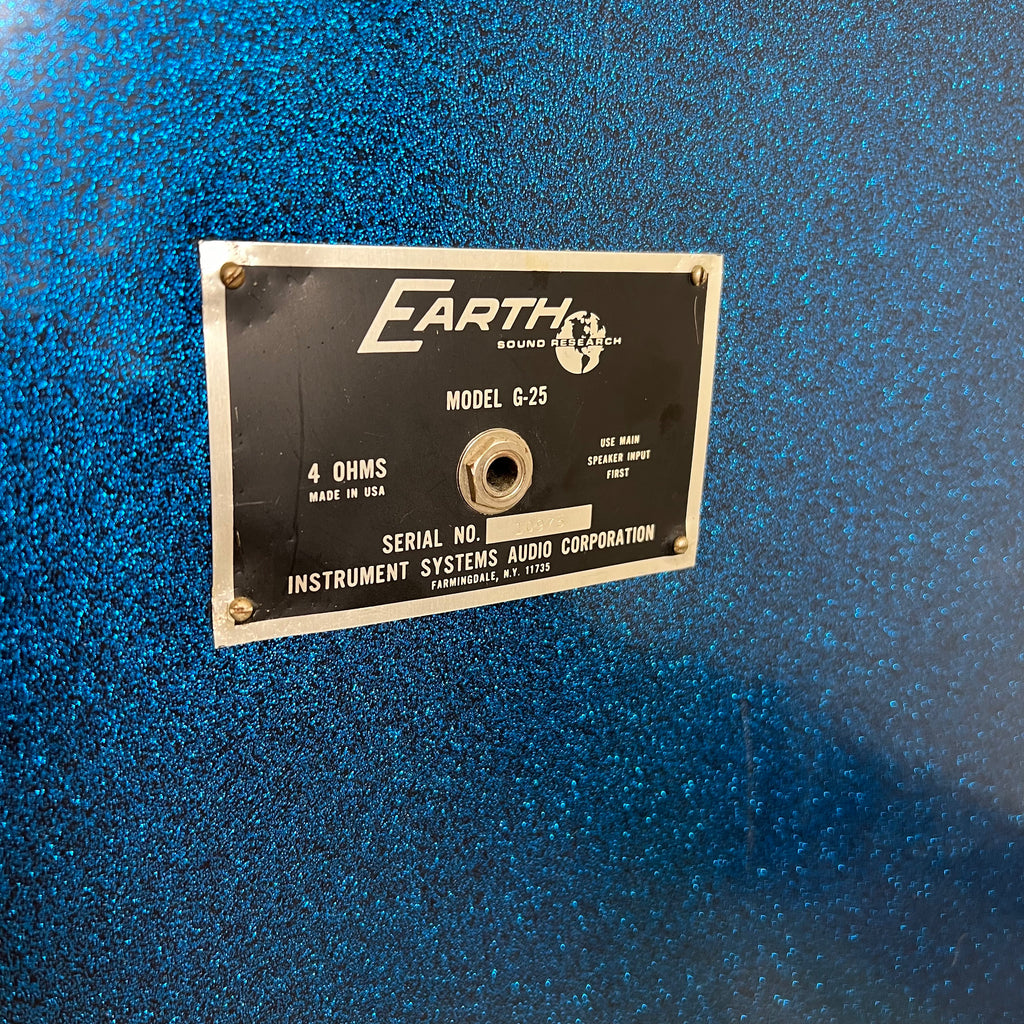 EARTH
SOUND RESEARCH
MODEL G-25
4 OHMS
MADE IN USA
USE MAIN
SPEAKER INPUT
FIRST
SERIAL NO.
INSTRUMENT SYSTEMS AUDIO CORPORATION
FARMINGDALE, N.Y. 11735